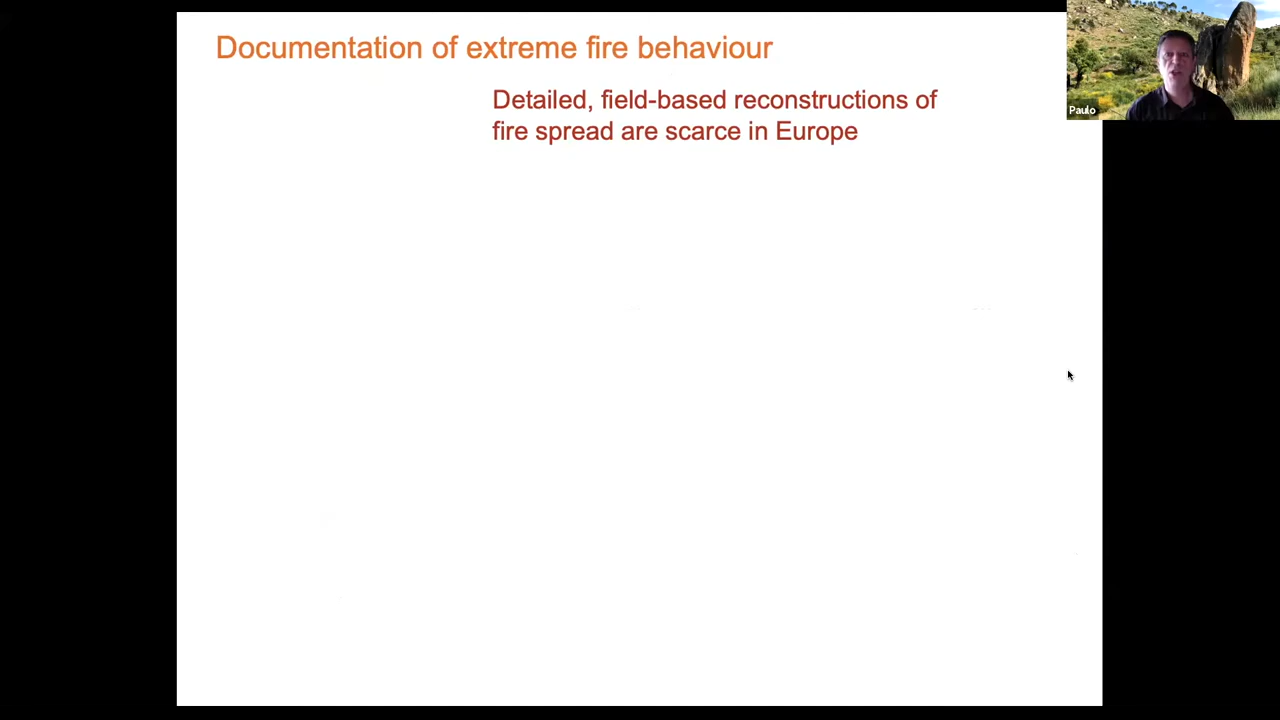 Documentation of extreme fire behaviour
Detailed, field-based reconstructions of
fire spread are scarce in Europe
Paulo